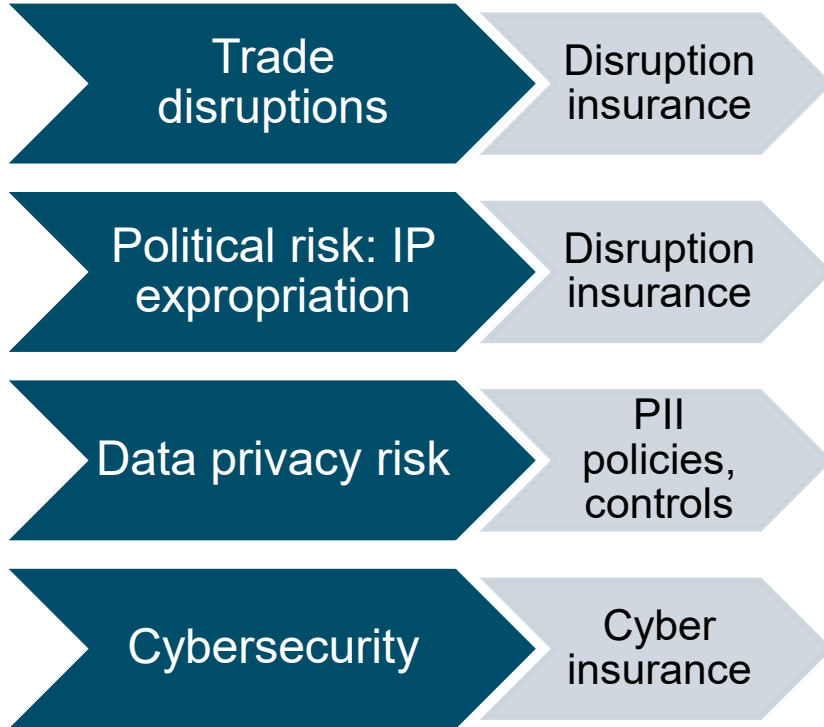 Trade
disruptions
Disruption
insurance
Political risk: IP
expropriation
Disruption
insurance
Data privacy risk
PII
policies,
controls
Cybersecurity
Cyber
insurance